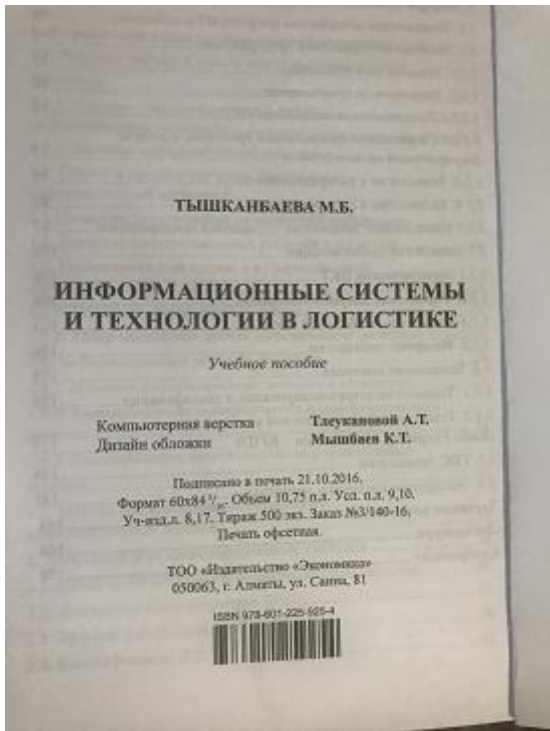 ТЫШКАНБАЕВА М.Б.
ИНФОРМАЦИОННЫЕ СИСТЕМЫ
И ТЕХНОЛОГИИ В ЛОГИСТИКЕ
Учебное пособие
Компьютерная верстка Тлеукановой А.Т.
Дизайн обложки Мышбаев К.Т.
Подписано в печать 21.10.2016.
Формат 60х84 1/16. Объем 10,75 п.л. Усл. п.л. 9,10.
Уч-изд.л. 8,17. Тираж 500 экз. Заказ №3/140-16.
Печать офсетная.
ТОО «Издательство «Экономика»
050063, г. Алматы, ул. Саина, 81
ISBN 978-601-225-925-4